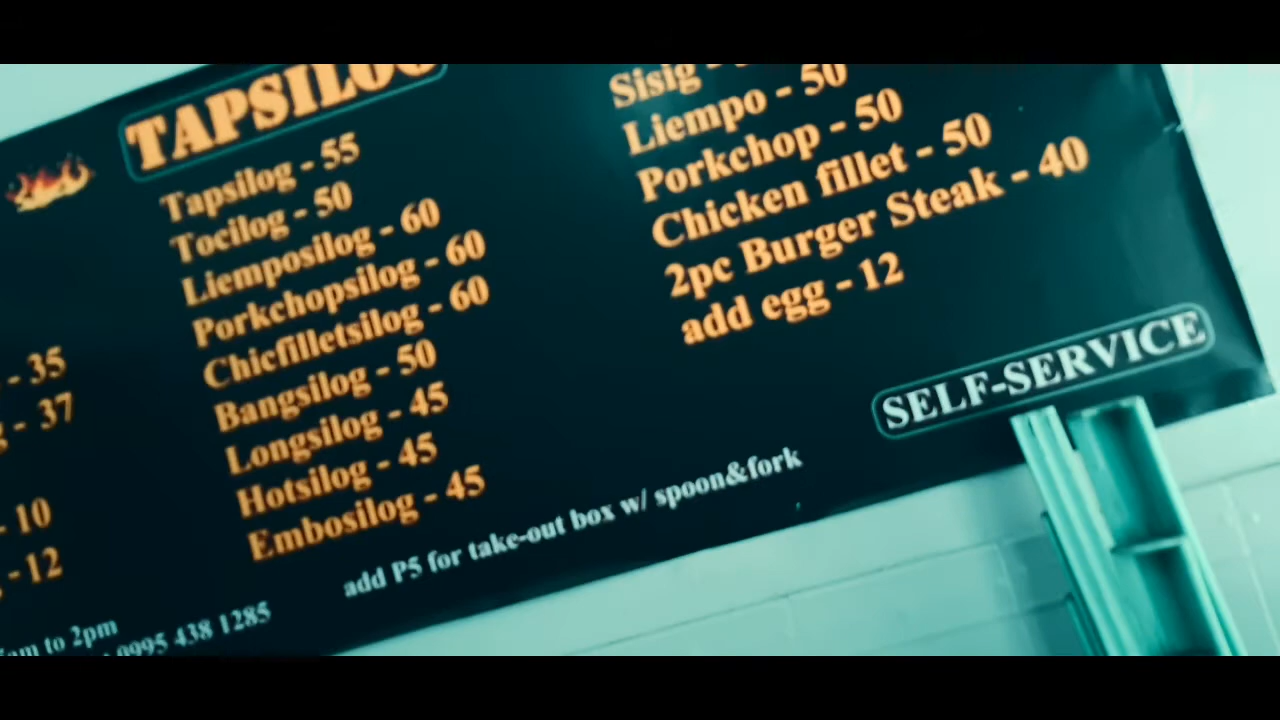 - 35
- 37
- 10
- 12
to 2pm
0995 438 1285
TAPSILOG
Tapsilog - 55
Tocilog - 50
Liemposilog - 60
Porkchopsilog - 60
Chicfilletsilog - 60
Bangsilog - 50
Longsilog - 45
Hotsilog - 45
Embosilog - 45
Sisig -
Liempo - 50
Porkchop - 50
Chicken fillet - 50
2pc Burger Steak - 40
add egg - 12
SELF-SERVICE
add P5 for take-out box w/ spoon&fork